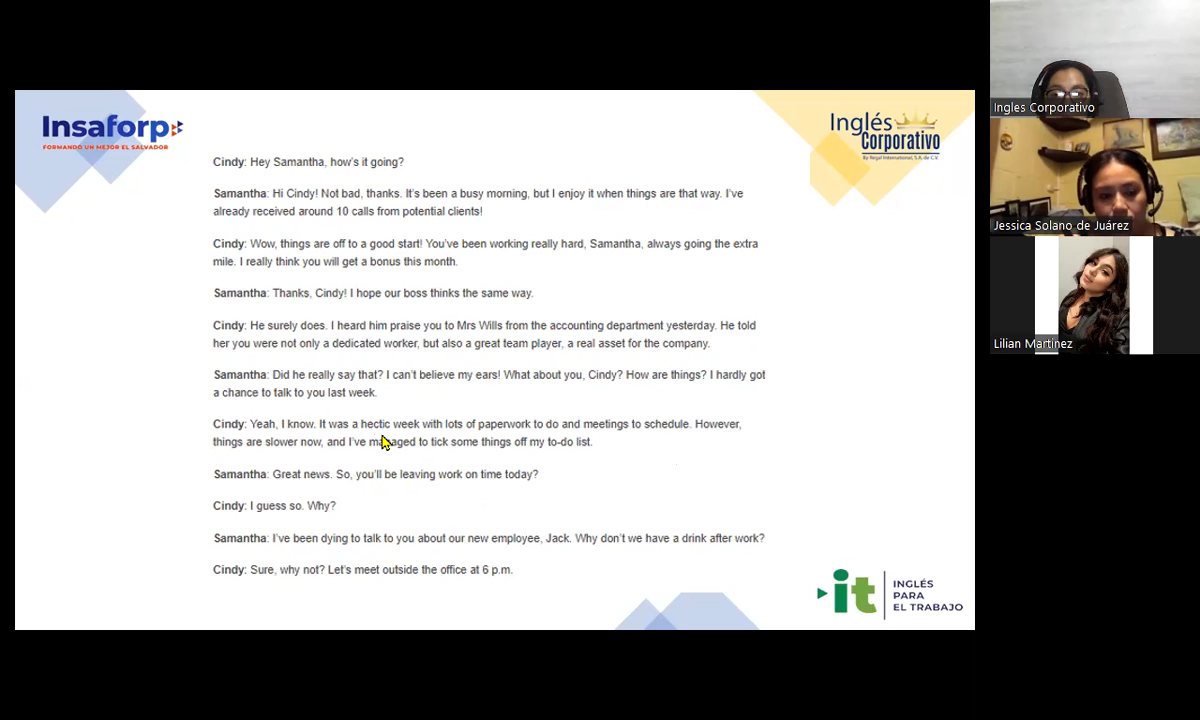 Insaforp
FORMANDO UN MEJOR EL SALVADOR
Inglés
Corporativo
By Regal International, S.A. de C.V.
Cindy: Hey Samantha, how's it going?
Samantha: Hi Cindy! Not bad, thanks. It's been a busy morning, but I enjoy it when things are that way. I've
already received around 10 calls from potential clients!
Cindy: Wow, things are off to a good start! You've been working really hard, Samantha, always going the extra
mile. I really think you will get a bonus this month.
Samantha: Thanks, Cindy! I hope our boss thinks the same way.
Cindy: He surely does. I heard him praise you to Mrs Wills from the accounting department yesterday. He told
her you were not only a dedicated worker, but also a great team player, a real asset for the company.
Samantha: Did he really say that? I can't believe my ears! What about you, Cindy? How are things? I hardly got
a chance to talk to you last week.
Cindy: Yeah, I know. It was a hectic week with lots of paperwork to do and meetings to schedule. However,
things are slower now, and I've managed to tick some things off my to-do list.
Samantha: Great news. So, you'll be leaving work on time today?
Cindy: I guess so. Why?
Samantha: I've been dying to talk to you about our new employee, Jack. Why don't we have a drink after work?
Cindy: Sure, why not? Let's meet outside the office at 6 p.m.
it
INGLÉS
PARA
EL TRABAJO
Ingles Corporativo
Jessica Solano de Juárez
Lilian Martinez